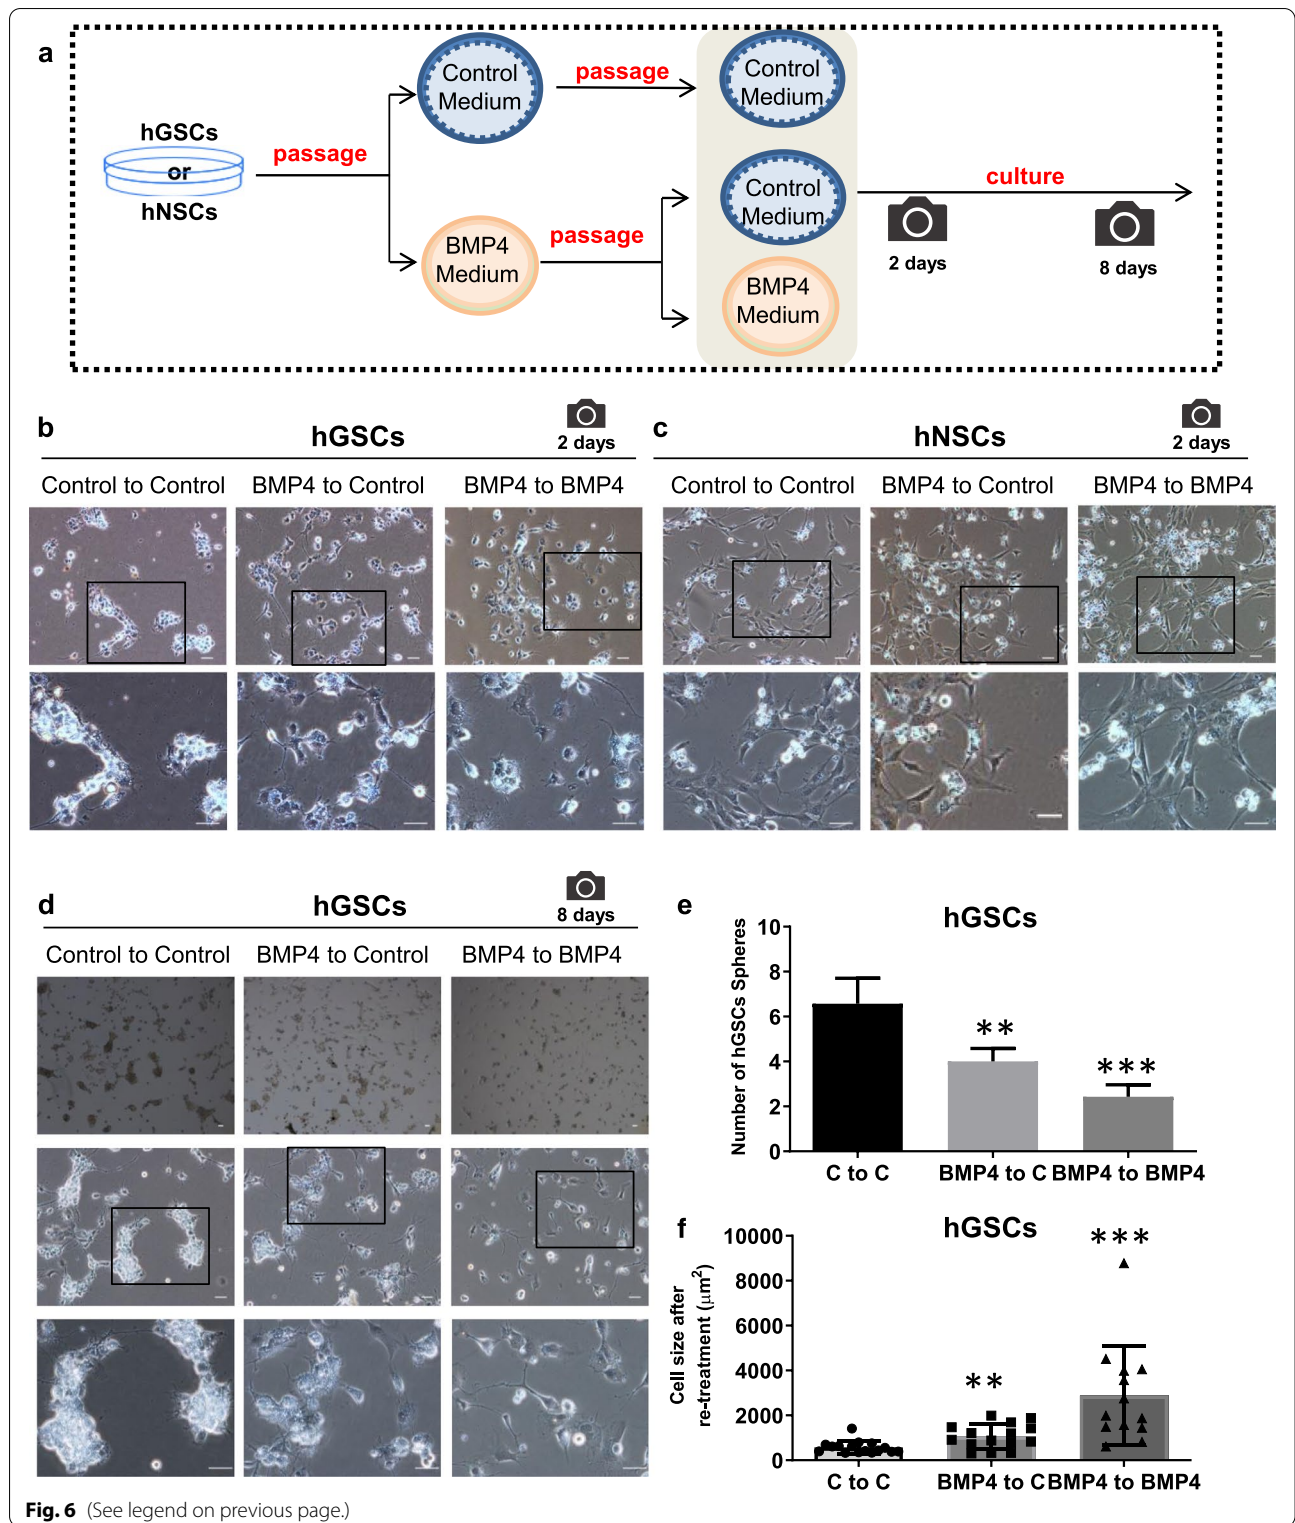 a
Control
Medium
passage
Control
Medium
hGSCs
or
hNSCs
passage
Control
Medium
culture
BMP4
Medium
passage
2 days
8 days
BMP4
Medium
b
hGSCs
2 days
Control to Control
BMP4 to Control
BMP4 to BMP4
c
hNSCs
2 days
Control to Control
BMP4 to Control
BMP4 to BMP4
d
hGSCs
8 days
Control to Control
BMP4 to Control
BMP4 to BMP4
e
hGSCs
Number of hGSCs Spheres
10
8
6
4
2
0
**
***
C to C
BMP4 to C
BMP4 to BMP4
f
hGSCs
Cell size after
re-treatment (μm²)
10000
8000
6000
4000
2000
0
**
***
C to C
BMP4 to C
BMP4 to BMP4
Fig. 6 (See legend on previous page.)